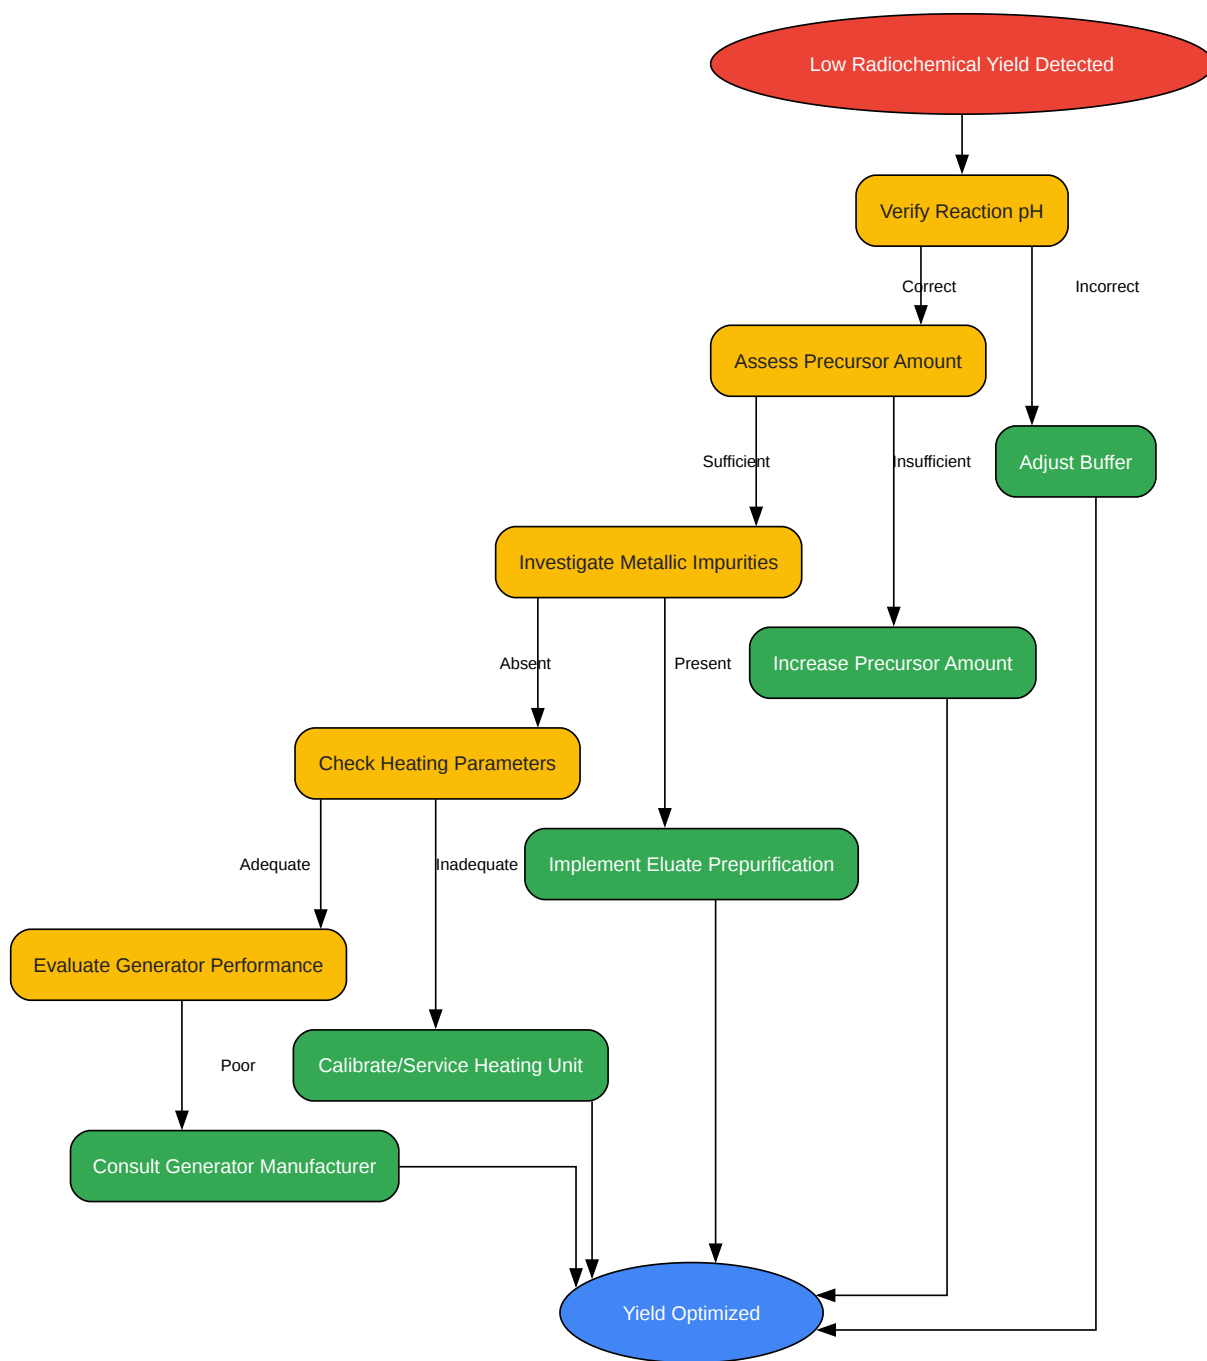 Low Radiochemical Yield Detected
Verify Reaction pH
Correct
Incorrect
Assess Precursor Amount
Sufficient
Insufficient
Adjust Buffer
Investigate Metallic Impurities
Absent
Present
Increase Precursor Amount
Check Heating Parameters
Adequate
Inadequate
Implement Eluate Prepurification
Evaluate Generator Performance
Poor
Calibrate/Service Heating Unit
Consult Generator Manufacturer
Yield Optimized